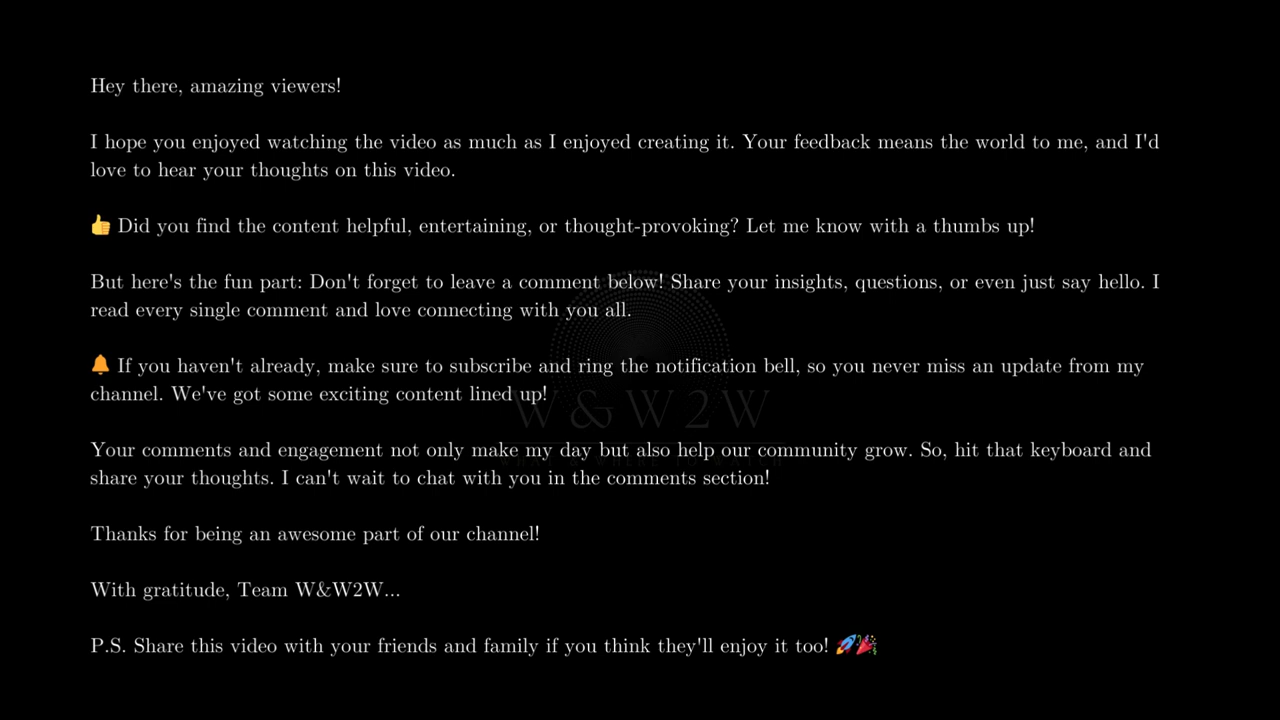 Hey there, amazing viewers!
I hope you enjoyed watching the video as much as I enjoyed creating it. Your feedback means the world to me, and I'd
love to hear your thoughts on this video.
👍 Did you find the content helpful, entertaining, or thought-provoking? Let me know with a thumbs up!
But here's the fun part: Don't forget to leave a comment below! Share your insights, questions, or even just say hello. I
read every single comment and love connecting with you all.
🔔 If you haven't already, make sure to subscribe and ring the notification bell, so you never miss an update from my
channel. We've got some exciting content lined up!
W&W2W
Your comments and engagement not only make my day but also help our community grow. So, hit that keyboard and
share your thoughts. I can't wait to chat with you in the comments section!
Thanks for being an awesome part of our channel!
With gratitude, Team W&W2W...
P.S. Share this video with your friends and family if you think they'll enjoy it too! 🚀🎉